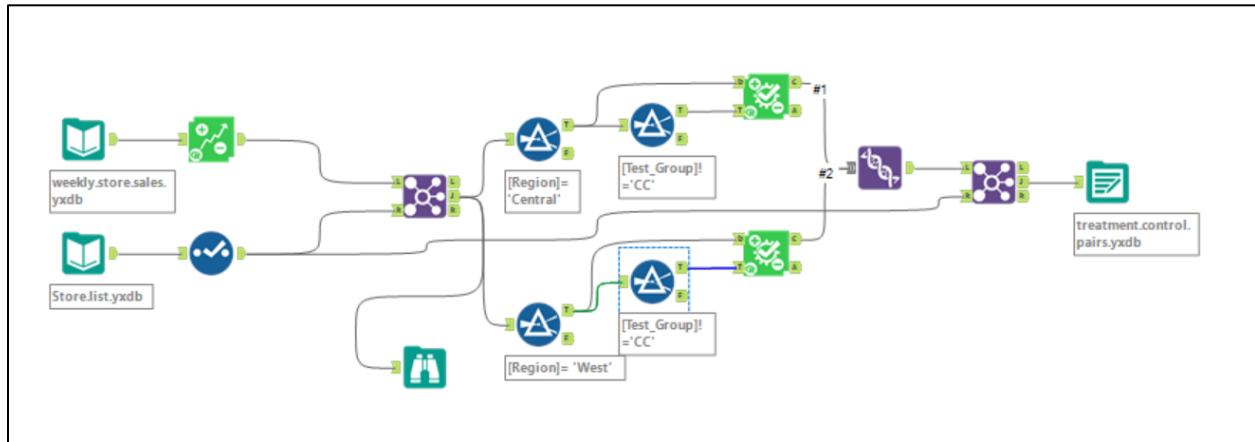 weekly.store.sales.
yxdb
Store.list.yxdb
L
R
L
J
R
T
F
[Region]=
'Central'
T
F
[Test_Group]!
='CC'
D
T
C
A
#1
#2
T
F
[Region]= 'West'
T
F
[Test_Group]!
='CC'
D
T
C
A
L
R
L
J
R
treatment.control.
pairs.yxdb